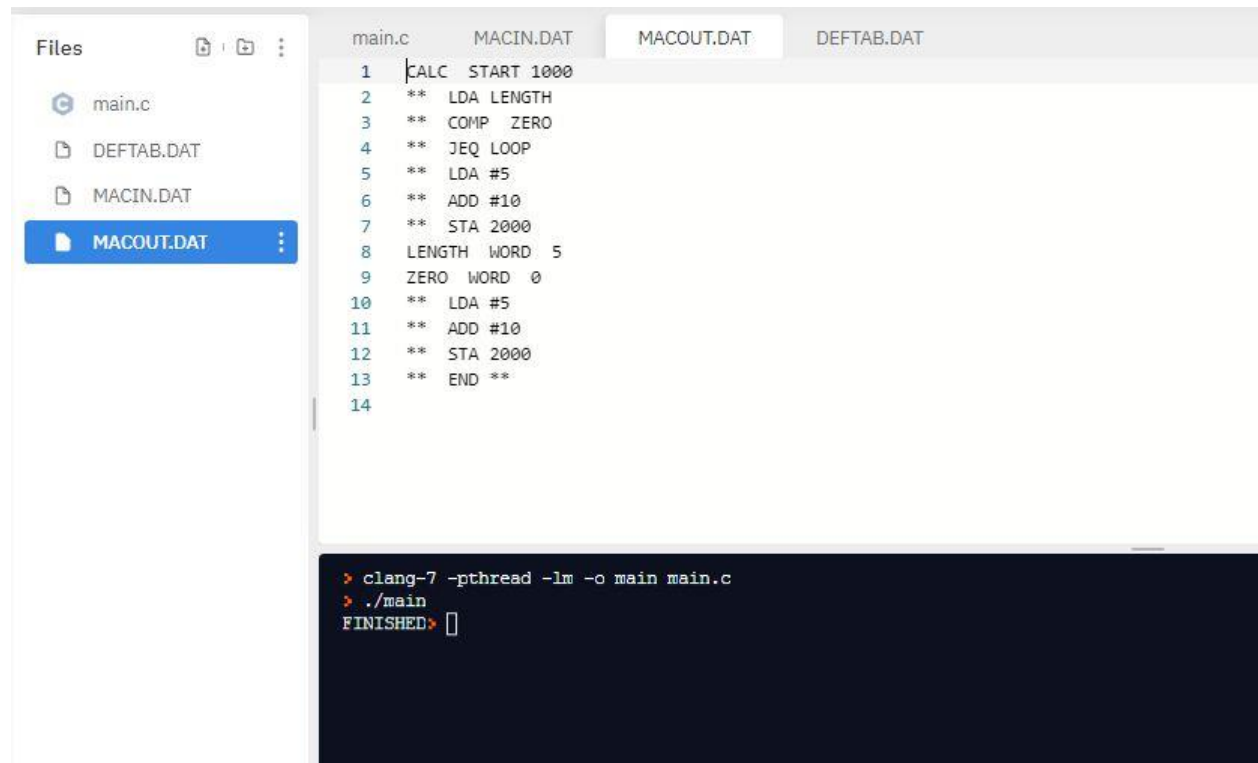 Files
main.c
DEFTAB.DAT
MACIN.DAT
MACOUT.DAT
main.c MACIN.DAT MACOUT.DAT DEFTAB.DAT
1 CALC START 1000
2 ** LDA LENGTH
3 ** COMP ZERO
4 ** JEQ LOOP
5 ** LDA #5
6 ** ADD #10
7 ** STA 2000
8 LENGTH WORD 5
9 ZERO WORD 0
10 ** LDA #5
11 ** ADD #10
12 ** STA 2000
13 ** END **
14
> clang-7 -pthread -lm -o main main.c
> ./main
FINISHED>